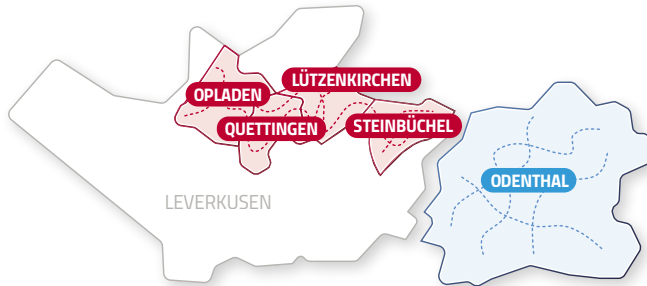 LÜTZENKIRCHEN
OPLADEN
QUETTINGEN
STEINBÜCHEL
ODENTHAL
LEVERKUSEN